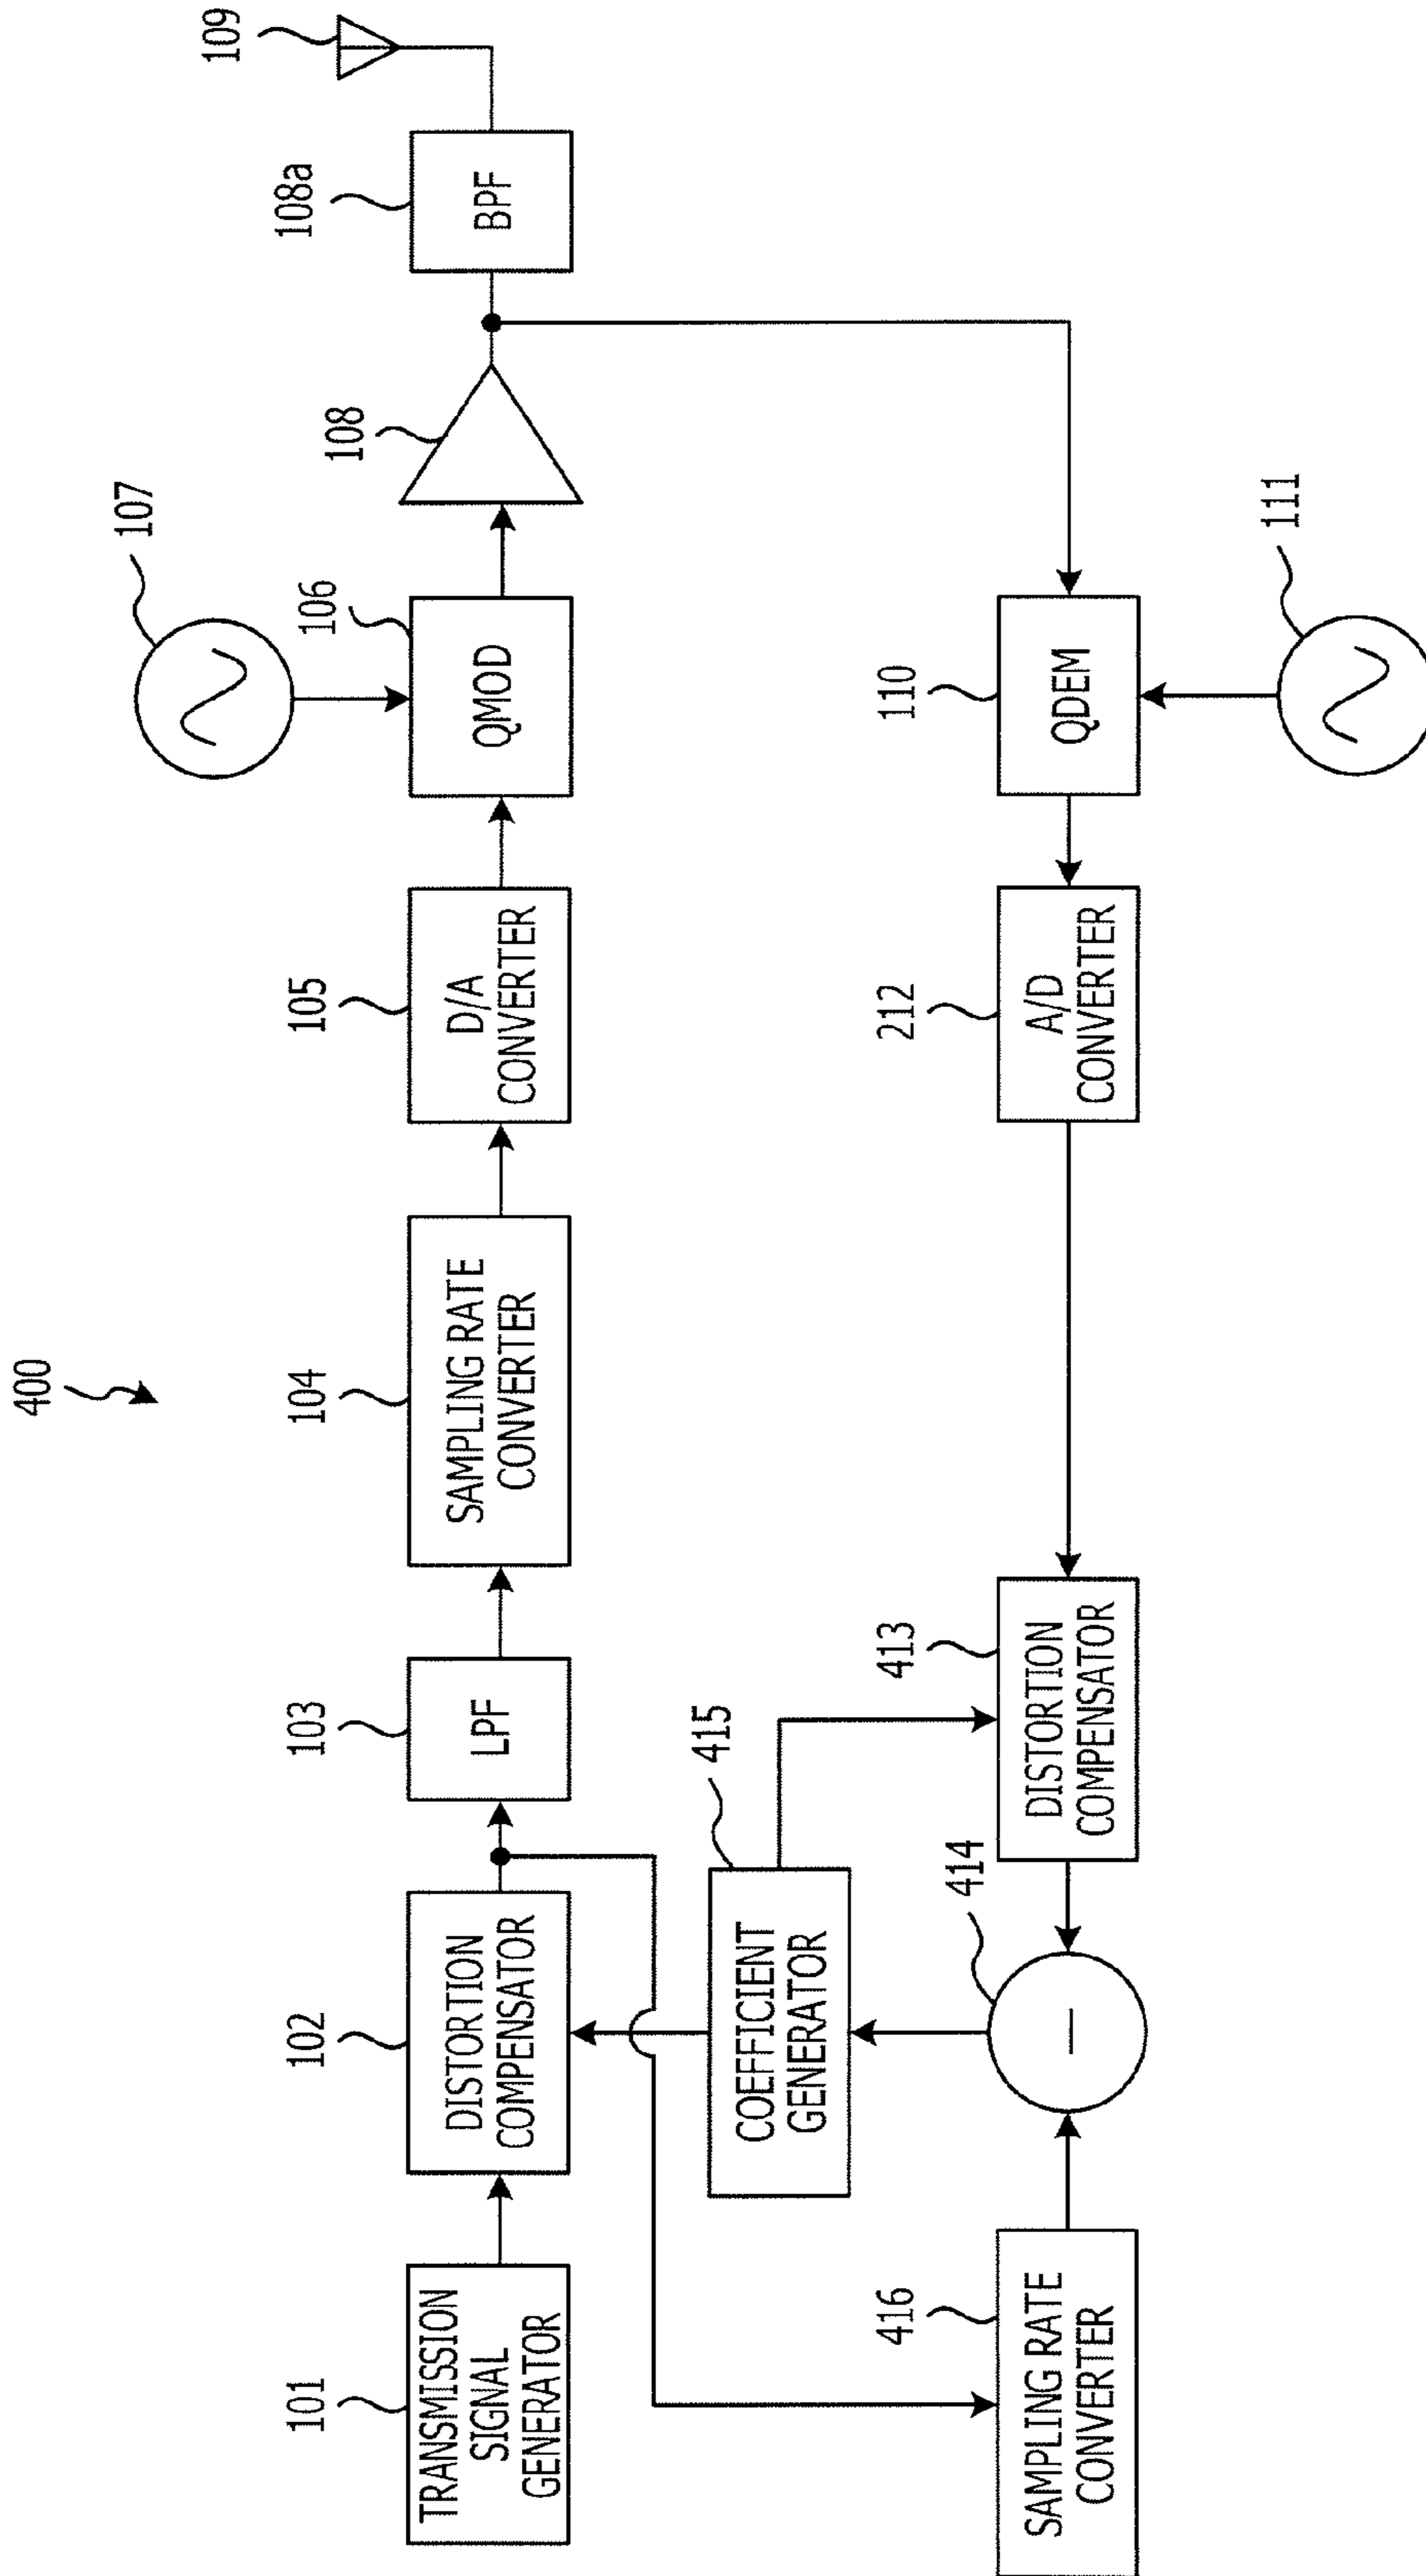 400
101
TRANSMISSION
SIGNAL
GENERATOR
102
DISTORTION
COMPENSATOR
103
LPF
104
SAMPLING RATE
CONVERTER
105
D/A
CONVERTER
106
QMOD
107
108
108a
BPF
109
415
COEFFICIENT
GENERATOR
416
SAMPLING RATE
CONVERTER
414
413
DISTORTION
COMPENSATOR
212
A/D
CONVERTER
110
QDEM
111